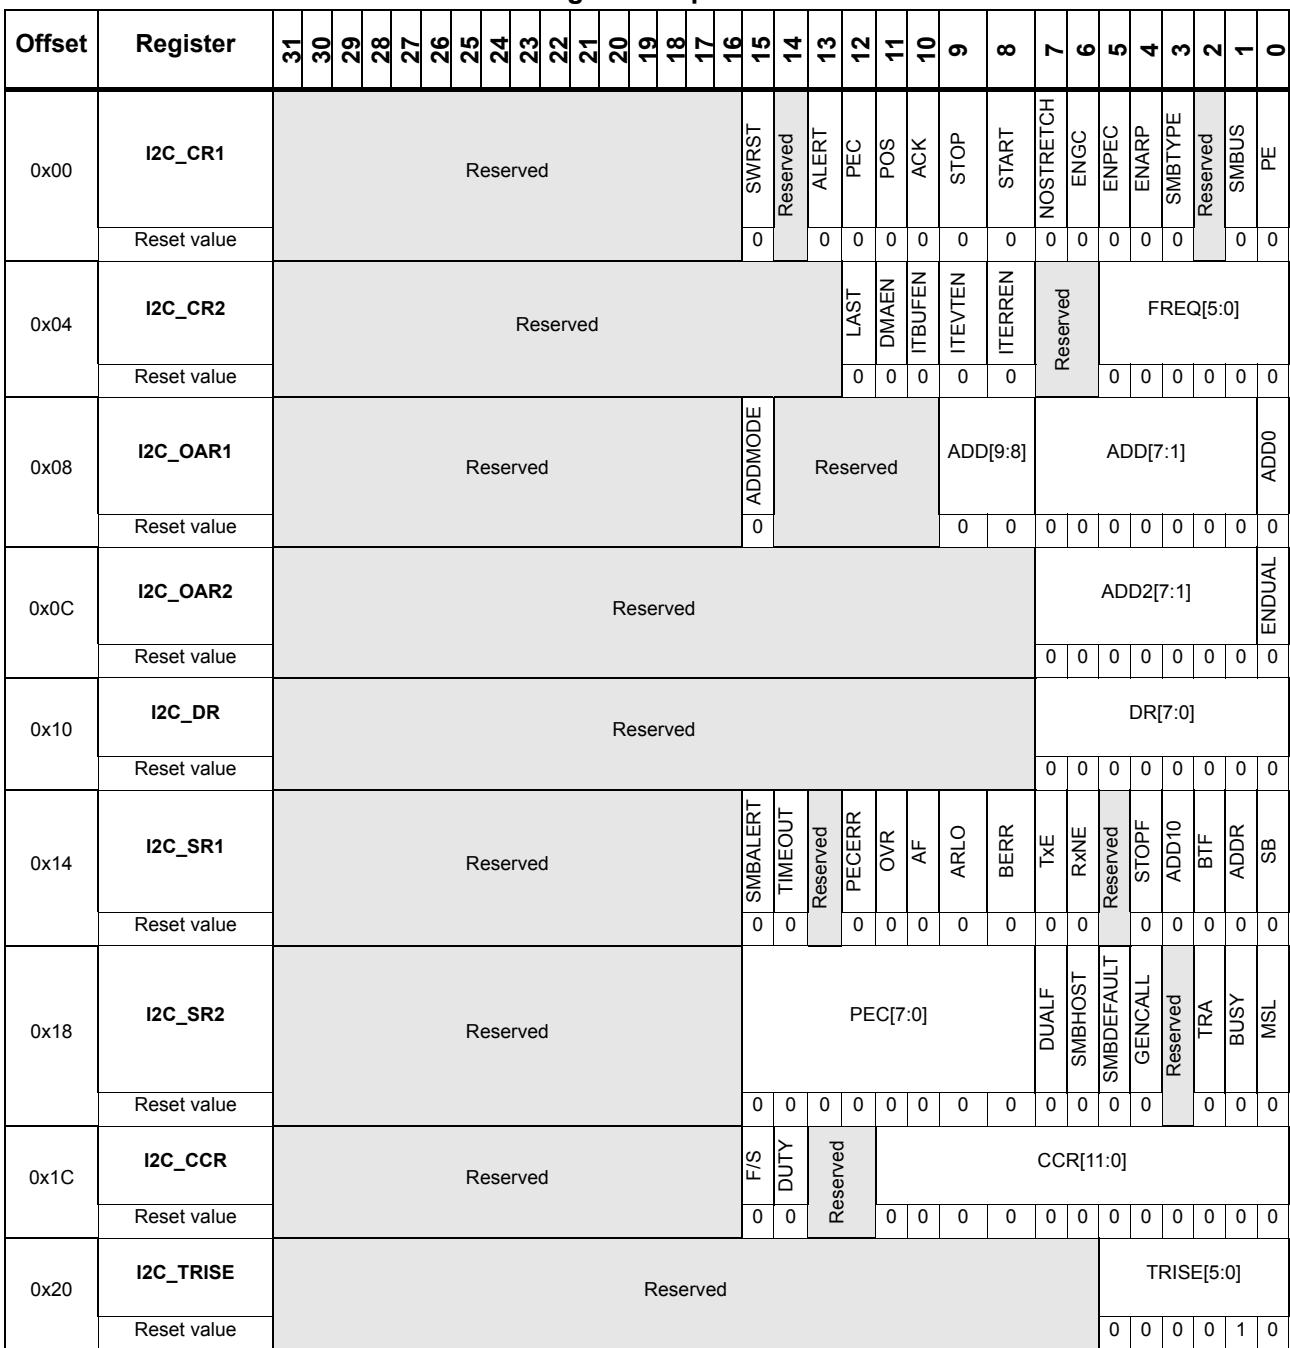 Offset Register 31 30 29 28 27 26 25 24 23 22 21 20 19 18 17 16 15 14 13 12 11 10 9 8 7 6 5 4 3 2 1 0
0x00 I2C_CR1 Reserved SWRST Reserved ALERT PEC POS ACK STOP START NOSTRETCH ENGC ENPEC ENARP SMBTYPE Reserved SMBUS PE
Reset value 0 0 0 0 0 0 0 0 0 0 0 0 0 0
0x04 I2C_CR2 Reserved LAST DMAEN ITBUFEN ITEVTEN ITERREN Reserved FREQ[5:0]
Reset value 0 0 0 0 0 0 0 0 0 0 0
0x08 I2C_OAR1 Reserved ADDMODE Reserved ADD[9:8] ADD[7:1] ADD0
Reset value 0 0 0 0 0 0 0 0 0 0 0
0x0C I2C_OAR2 Reserved ADD2[7:1] ENDUAL
Reset value 0 0 0 0 0 0 0 0
0x10 I2C_DR Reserved DR[7:0]
Reset value 0 0 0 0 0 0 0 0
0x14 I2C_SR1 Reserved SMBALERT TIMEOUT Reserved PECERR OVR AF ARLO BERR TxE RxNE Reserved STOPF ADD10 BTF ADDR SB
Reset value 0 0 0 0 0 0 0 0 0 0 0 0 0 0
0x18 I2C_SR2 Reserved PEC[7:0] DUALF SMBHOST SMBDEFAULT GENCALL Reserved TRA BUSY MSL
Reset value 0 0 0 0 0 0 0 0 0 0 0 0 0 0 0
0x1C I2C_CCR Reserved F/S DUTY Reserved CCR[11:0]
Reset value 0 0 0 0 0 0 0 0 0 0 0 0 0 0
0x20 I2C_TRISE Reserved TRISE[5:0]
Reset value 0 0 0 0 1 0